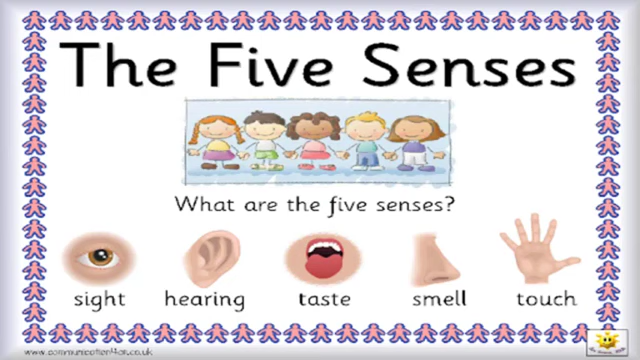 The Five Senses
What are the five senses?
sight hearing taste smell touch
www.communication4all.co.uk